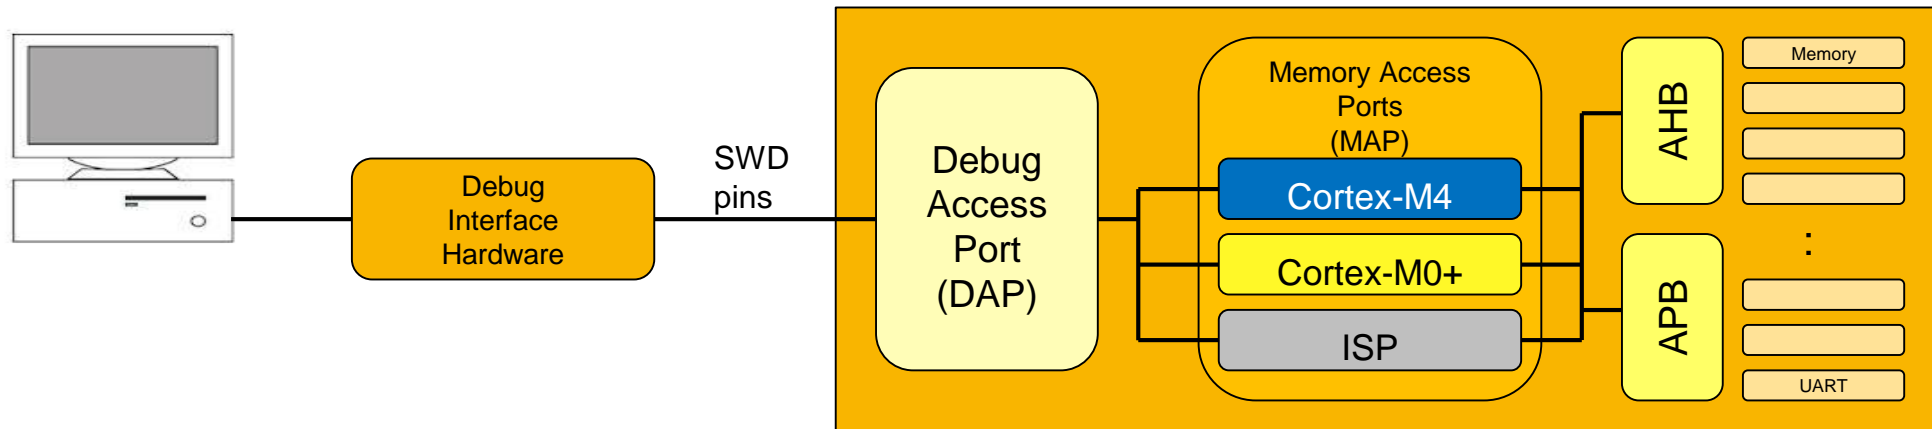 Debug
Interface
Hardware
SWD
pins
Debug
Access
Port
(DAP)
Memory Access
Ports
(MAP)
Cortex-M4
Cortex-M0+
ISP
AHB
APB
Memory
:
UART